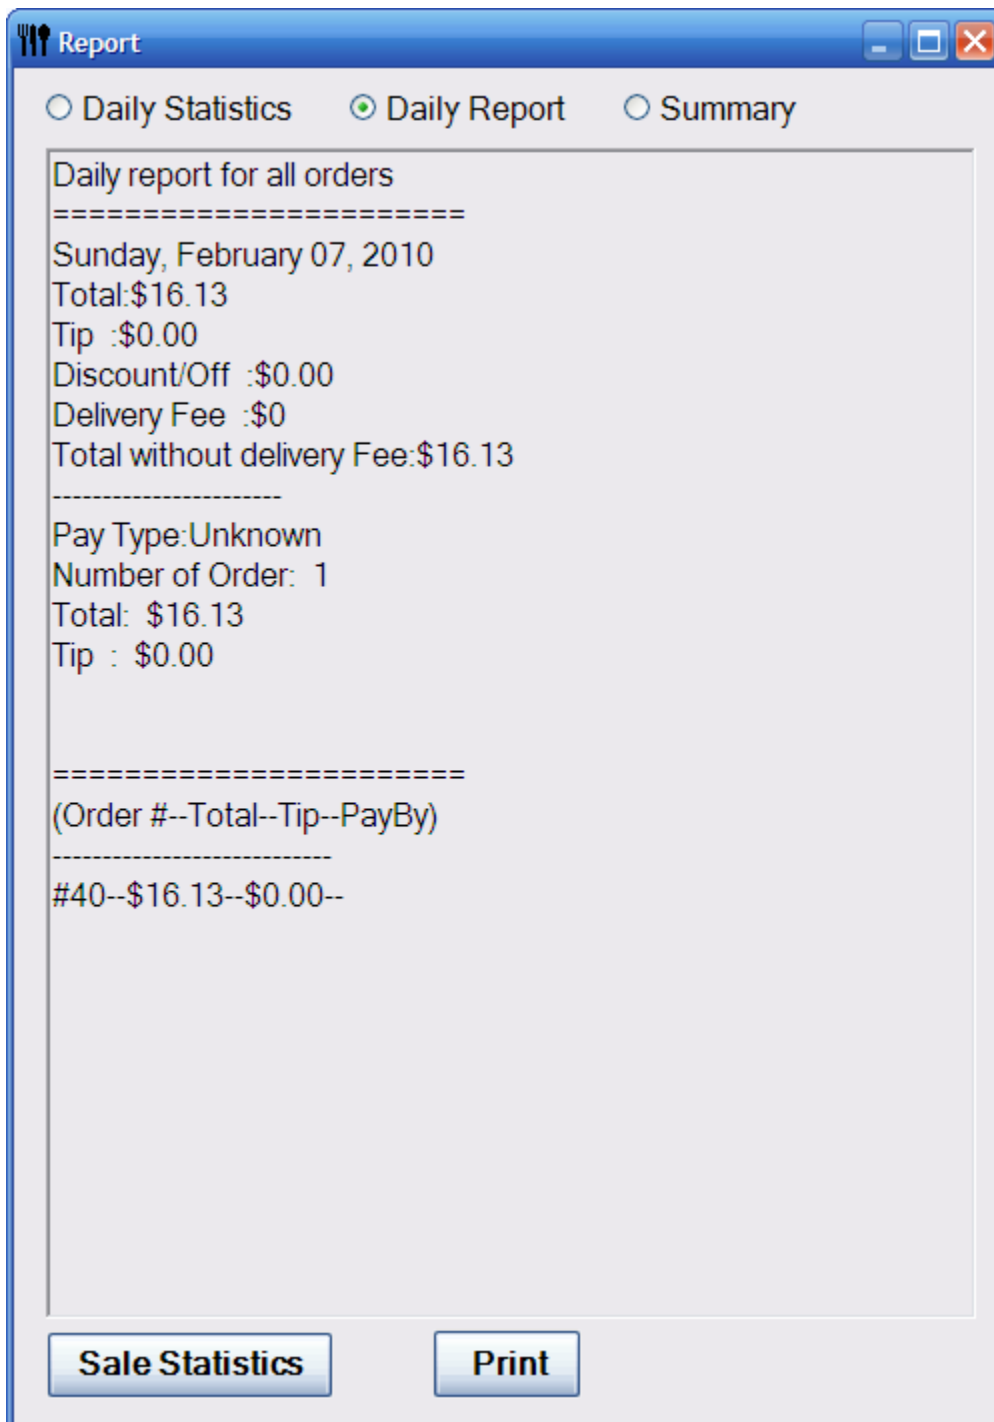 Report
Daily Statistics Daily Report Summary
Daily report for all orders
=======================
Sunday, February 07, 2010
Total:$16.13
Tip  :$0.00
Discount/Off  :$0.00
Delivery Fee  :$0
Total without delivery Fee:$16.13
-----------------------
Pay Type:Unknown
Number of Order:  1
Total:  $16.13
Tip  :  $0.00
=======================
(Order #--Total--Tip--PayBy)
----------------------------
#40--$16.13--$0.00--
Sale Statistics Print